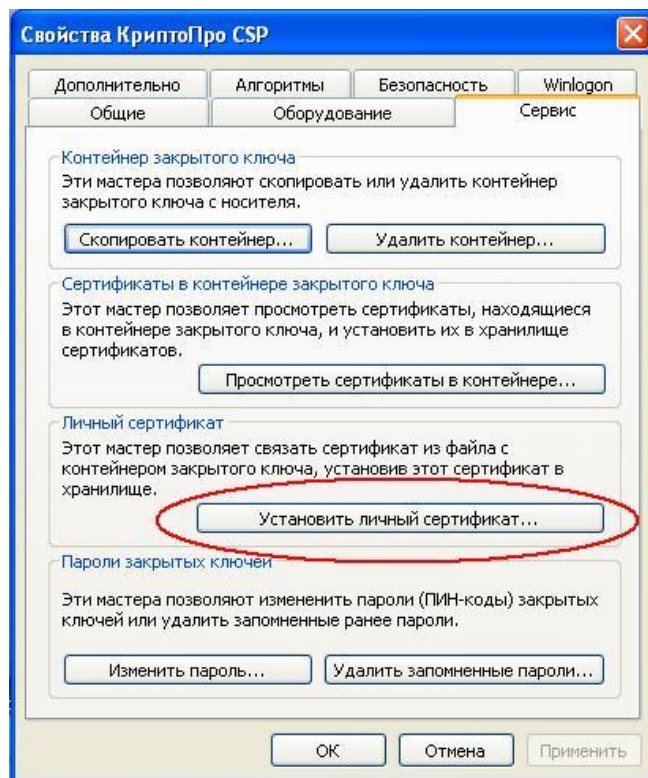 Свойства КриптоПро CSP
Дополнительно Алгоритмы Безопасность Winlogon
Общие Оборудование Сервис
Контейнер закрытого ключа
Эти мастера позволяют скопировать или удалить контейнер
закрытого ключа с носителя.
Скопировать контейнер... Удалить контейнер...
Сертификаты в контейнере закрытого ключа
Этот мастер позволяет просмотреть сертификаты, находящиеся
в контейнере закрытого ключа, и установить их в хранилище
сертификатов.
Просмотреть сертификаты в контейнере...
Личный сертификат
Этот мастер позволяет связать сертификат из файла с
контейнером закрытого ключа, установив этот сертификат в
хранилище.
Установить личный сертификат...
Пароли закрытых ключей
Эти мастера позволяют измененить пароли (ПИН-коды) закрытых
ключей или удалить запомненные ранее пароли.
Изменить пароль... Удалить запомненные пароли...
ОК Отмена Применить